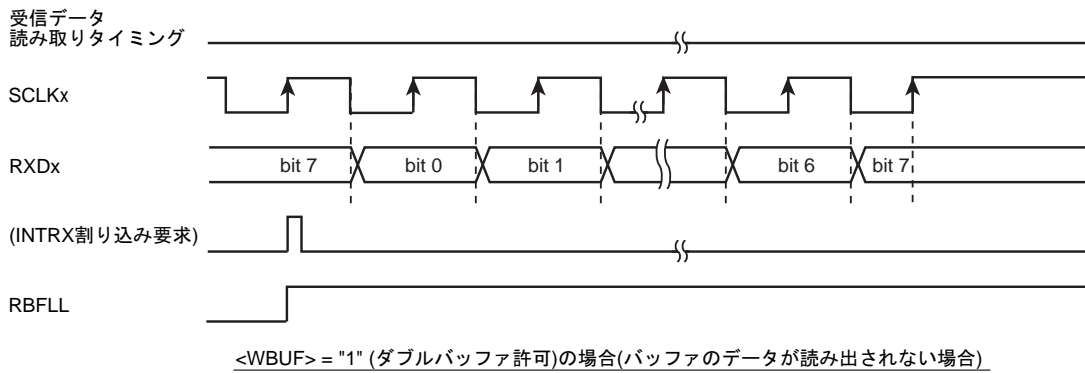 受信データ
読み取りタイミング
SCLKx
RXDx
bit 7
bit 0
bit 1
bit 6
bit 7
(INTRX割り込み要求)
RBFLL
<WBUF> = "1" (ダブルバッファ許可)の場合(バッファのデータが読み出されない場合)